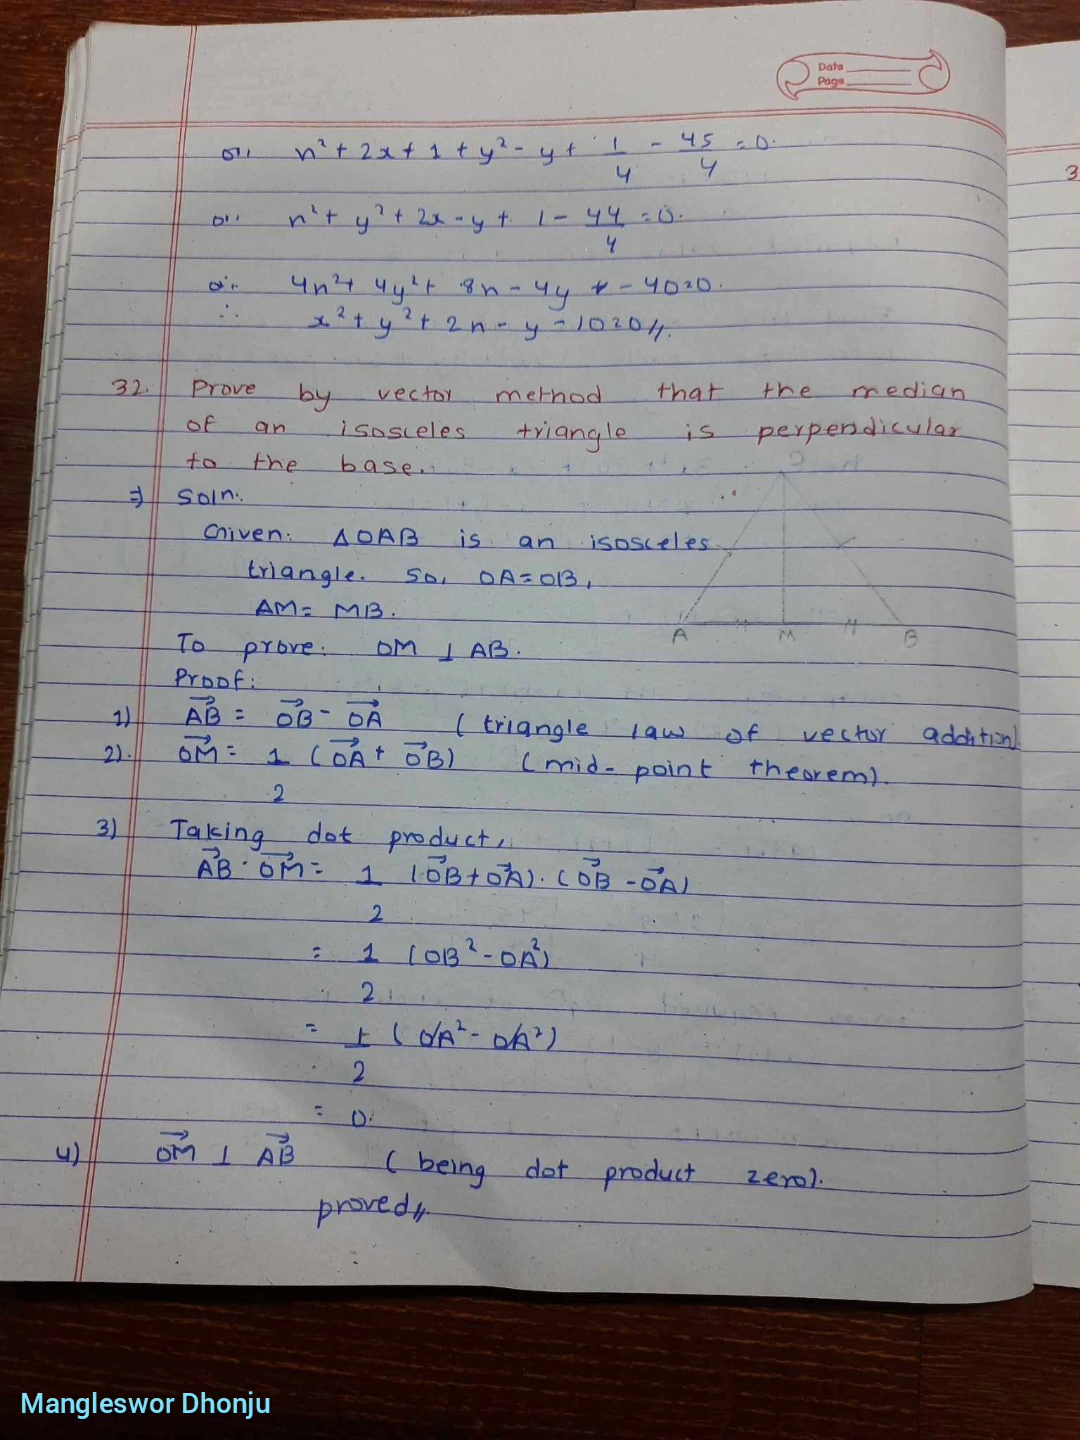 Date
Page
or, x² + 2x + 1 + y² - y + 1/4 - 45/4 = 0.
or, x² + y² + 2x - y + 1 - 44/4 = 0.
or, 4x² + 4y² + 8x - 4y - 40 = 0.
∴ x² + y² + 2x - y - 10 = 0 //.
32. Prove by vector method that the median
of an isosceles triangle is perpendicular
to the base.
⇒ Soln.
Given: ΔOAB is an isosceles
triangle. So, OA = OB,
AM = MB.
A M B
To prove: OM ⊥ AB.
Proof:
1) →AB = →OB - →OA (triangle law of vector addition)
2). →OM = 1/2 (→OA + →OB) (mid-point theorem).
3) Taking dot product,
→AB · →OM = 1/2 (→OB + →OA) · (→OB - →OA)
= 1/2 (OB² - OA²)
= 1/2 (OA² - OA²)
= 0.
4) →OM ⊥ →AB (being dot product zero).
proved //
3
Mangleswor Dhonju